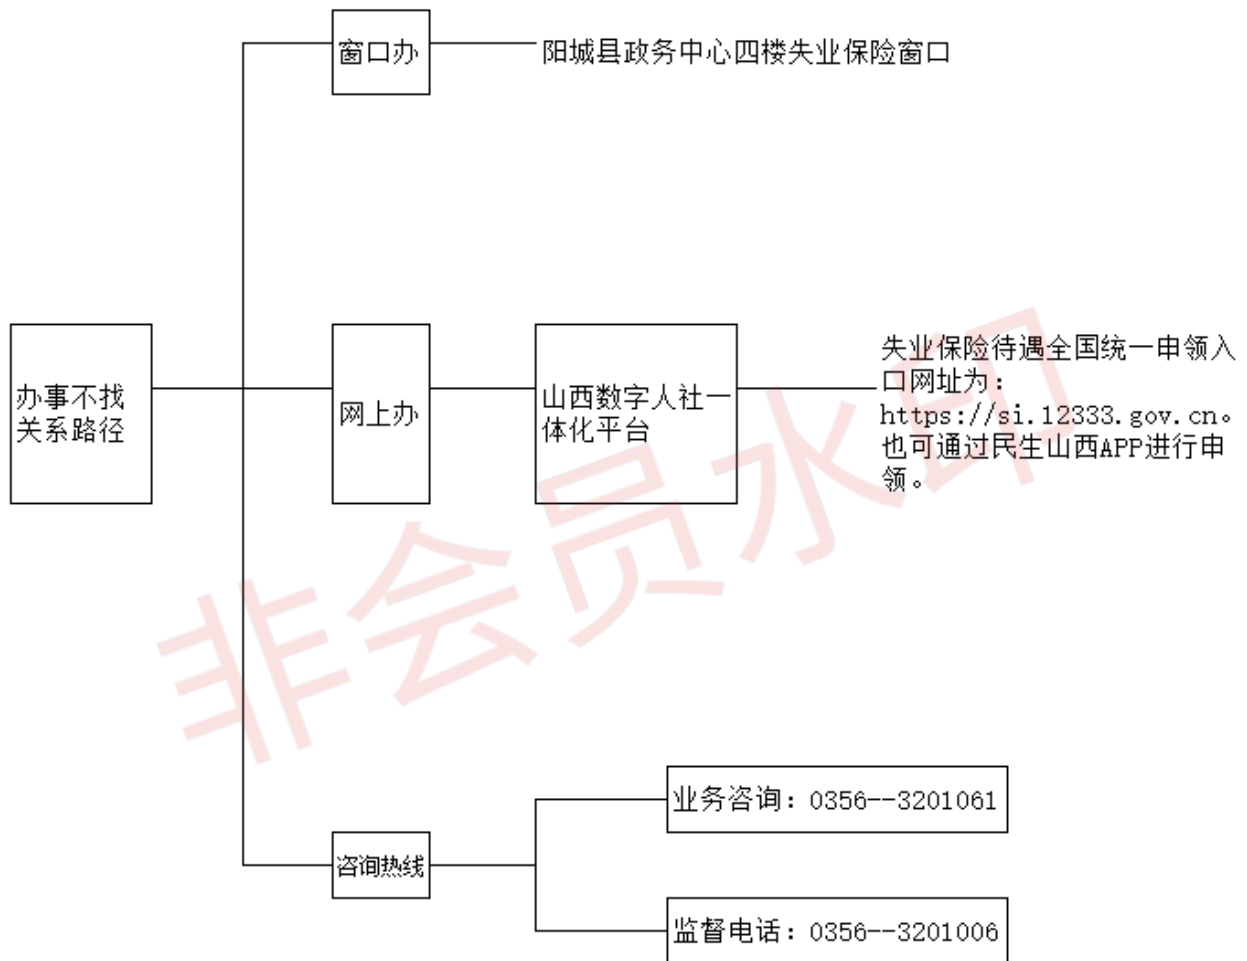 窗口办
阳城县政务中心四楼失业保险窗口
办事不找
关系路径
网上办
山西数字人社一
体化平台
失业保险待遇全国统一申领入
口网址为：
https://si.12333.gov.cn。
也可通过民生山西APP进行申
领。
非会员水印
咨询热线
业务咨询：0356--3201061
监督电话：0356--3201006